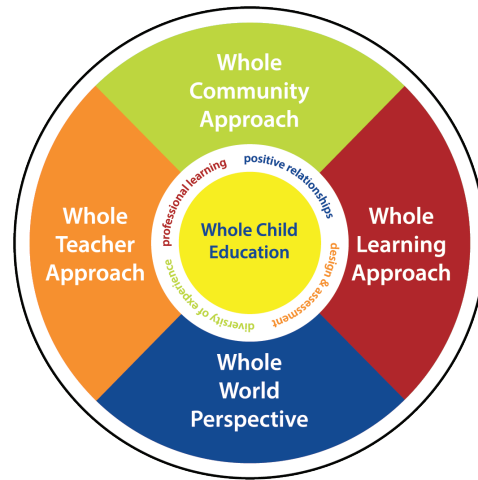 Whole
Community
Approach
professional learning
positive relationships
Whole
Teacher
Approach
Whole Child
Education
Whole
Learning
Approach
diversity of experience
design & assessment
Whole
World
Perspective